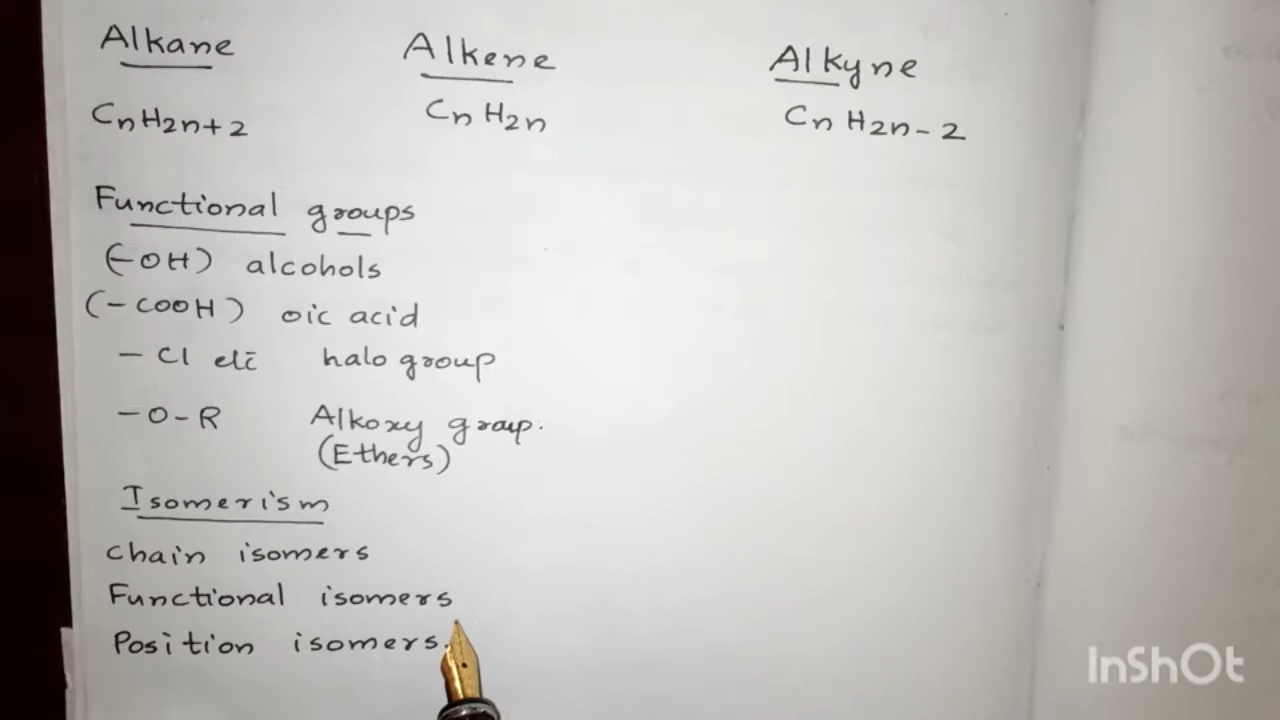 Alkane Alkene Alkyne
CnH2n+2 CnH2n CnH2n-2
Functional groups
(-OH) alcohols
(-COOH) oic acid
- Cl etc halo group
-O-R Alkoxy group.
(Ethers)
Isomerism
chain isomers
Functional isomers
Position isomers.
InShOt